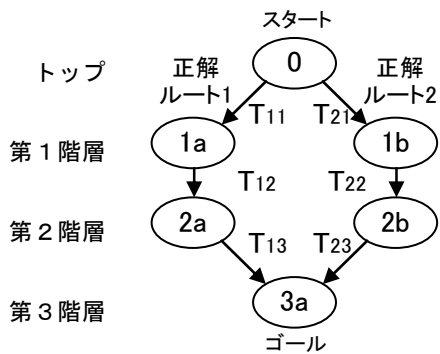 スタート
トップ
正解
ルート1
0
正解
ルート2
T11
T21
第1階層
1a
1b
T12
T22
第2階層
2a
2b
T13
T23
第3階層
3a
ゴール